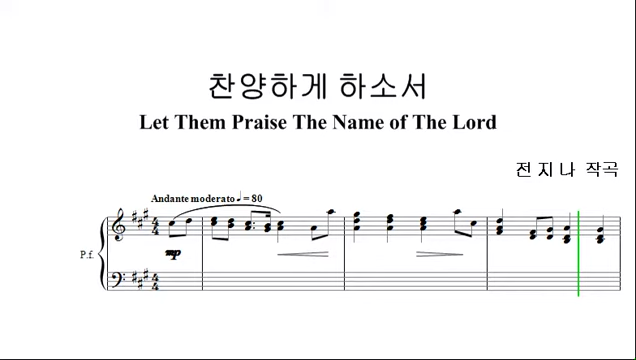 찬양하게 하소서
Let Them Praise The Name of The Lord
전 지 나 작곡
Andante moderato ♩= 80
P.f.
mp